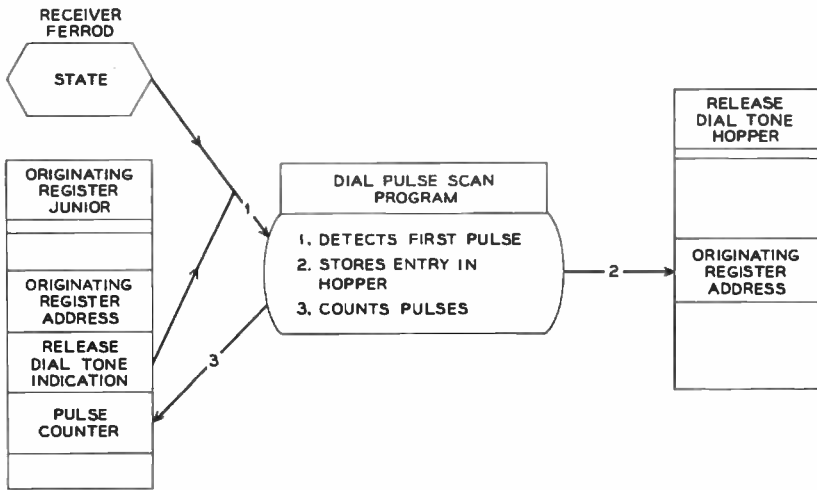 RECEIVER
FERROD
STATE
ORIGINATING
REGISTER
JUNIOR
ORIGINATING
REGISTER
ADDRESS
RELEASE
DIAL TONE
INDICATION
PULSE
COUNTER
1
3
DIAL PULSE SCAN
PROGRAM
1. DETECTS FIRST PULSE
2. STORES ENTRY IN
HOPPER
3. COUNTS PULSES
2
RELEASE
DIAL TONE
HOPPER
ORIGINATING
REGISTER
ADDRESS